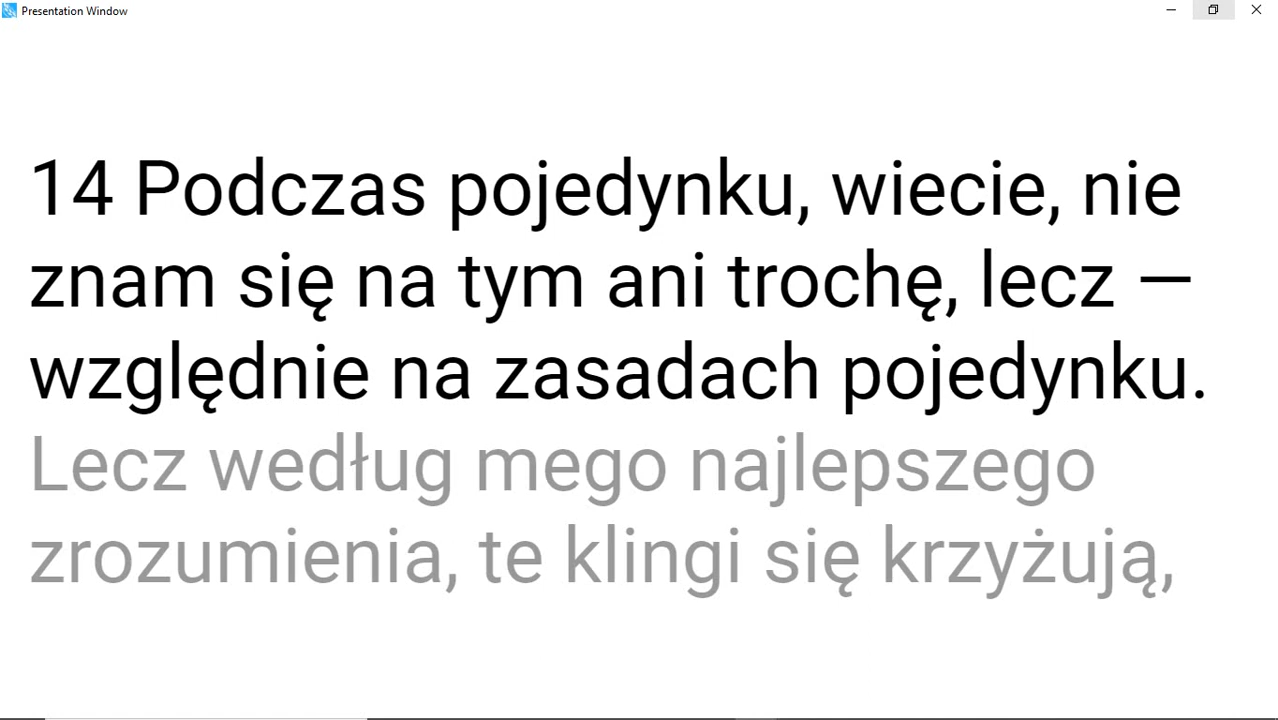 Presentation Window
14 Podczas pojedynku, wiecie, nie
znam się na tym ani trochę, lecz —
względnie na zasadach pojedynku.
Lecz według mego najlepszego
zrozumienia, te klingi się krzyżują,